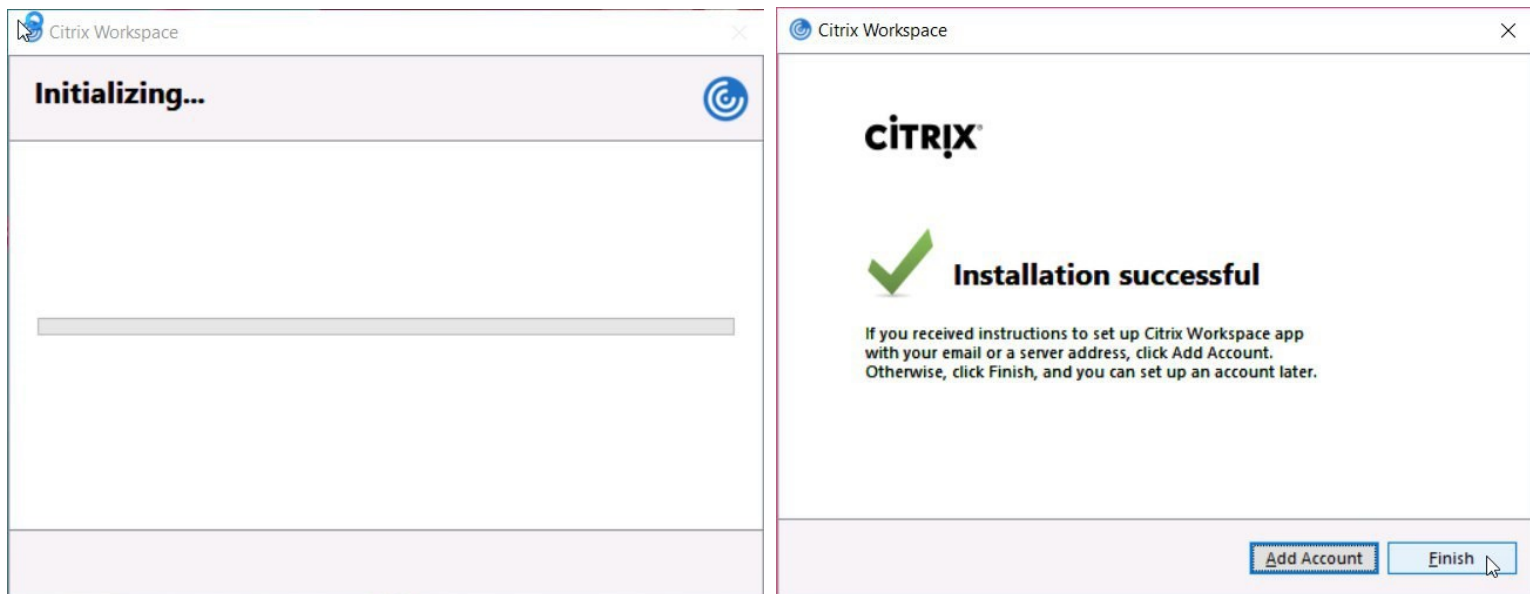 Citrix Workspace
Initializing...
Citrix Workspace
CİTRỊX®
Installation successful
If you received instructions to set up Citrix Workspace app
with your email or a server address, click Add Account.
Otherwise, click Finish, and you can set up an account later.
Add Account
Finish